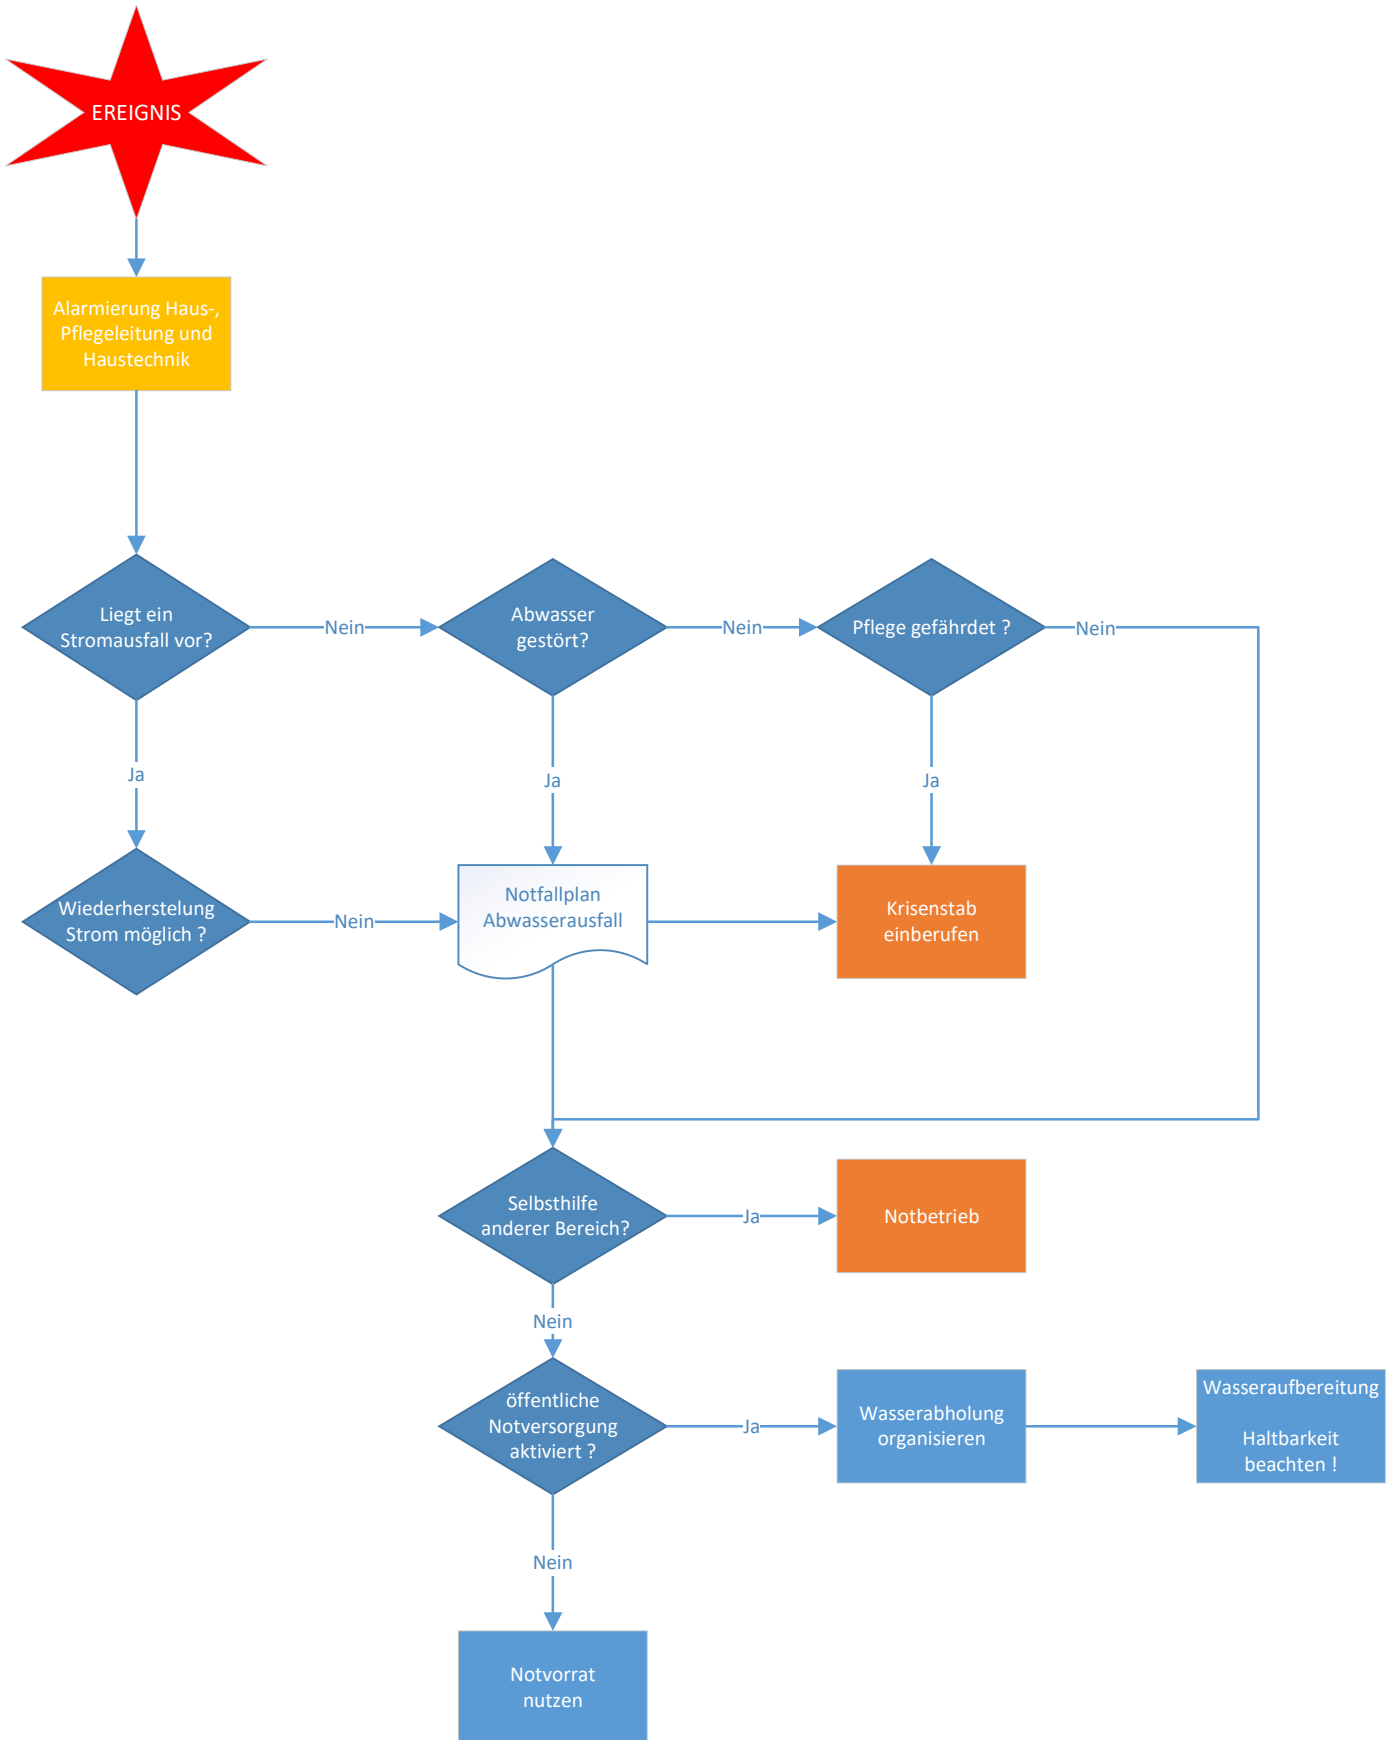 EREIGNIS
Alarmierung Haus-,
Pflegeleitung und
Haustechnik
Liegt ein
Stromausfall vor?
Nein
Abwasser
gestört?
Nein
Pflege gefährdet ?
Nein
Ja
Ja
Ja
Wiederherstelung
Strom möglich ?
Nein
Notfallplan
Abwasserausfall
Krisenstab
einberufen
Selbsthilfe
anderer Bereich?
Ja
Notbetrieb
Nein
öffentliche
Notversorgung
aktiviert ?
Ja
Wasserabholung
organisieren
Wasseraufbereitung
Haltbarkeit
beachten !
Nein
Notvorrat
nutzen